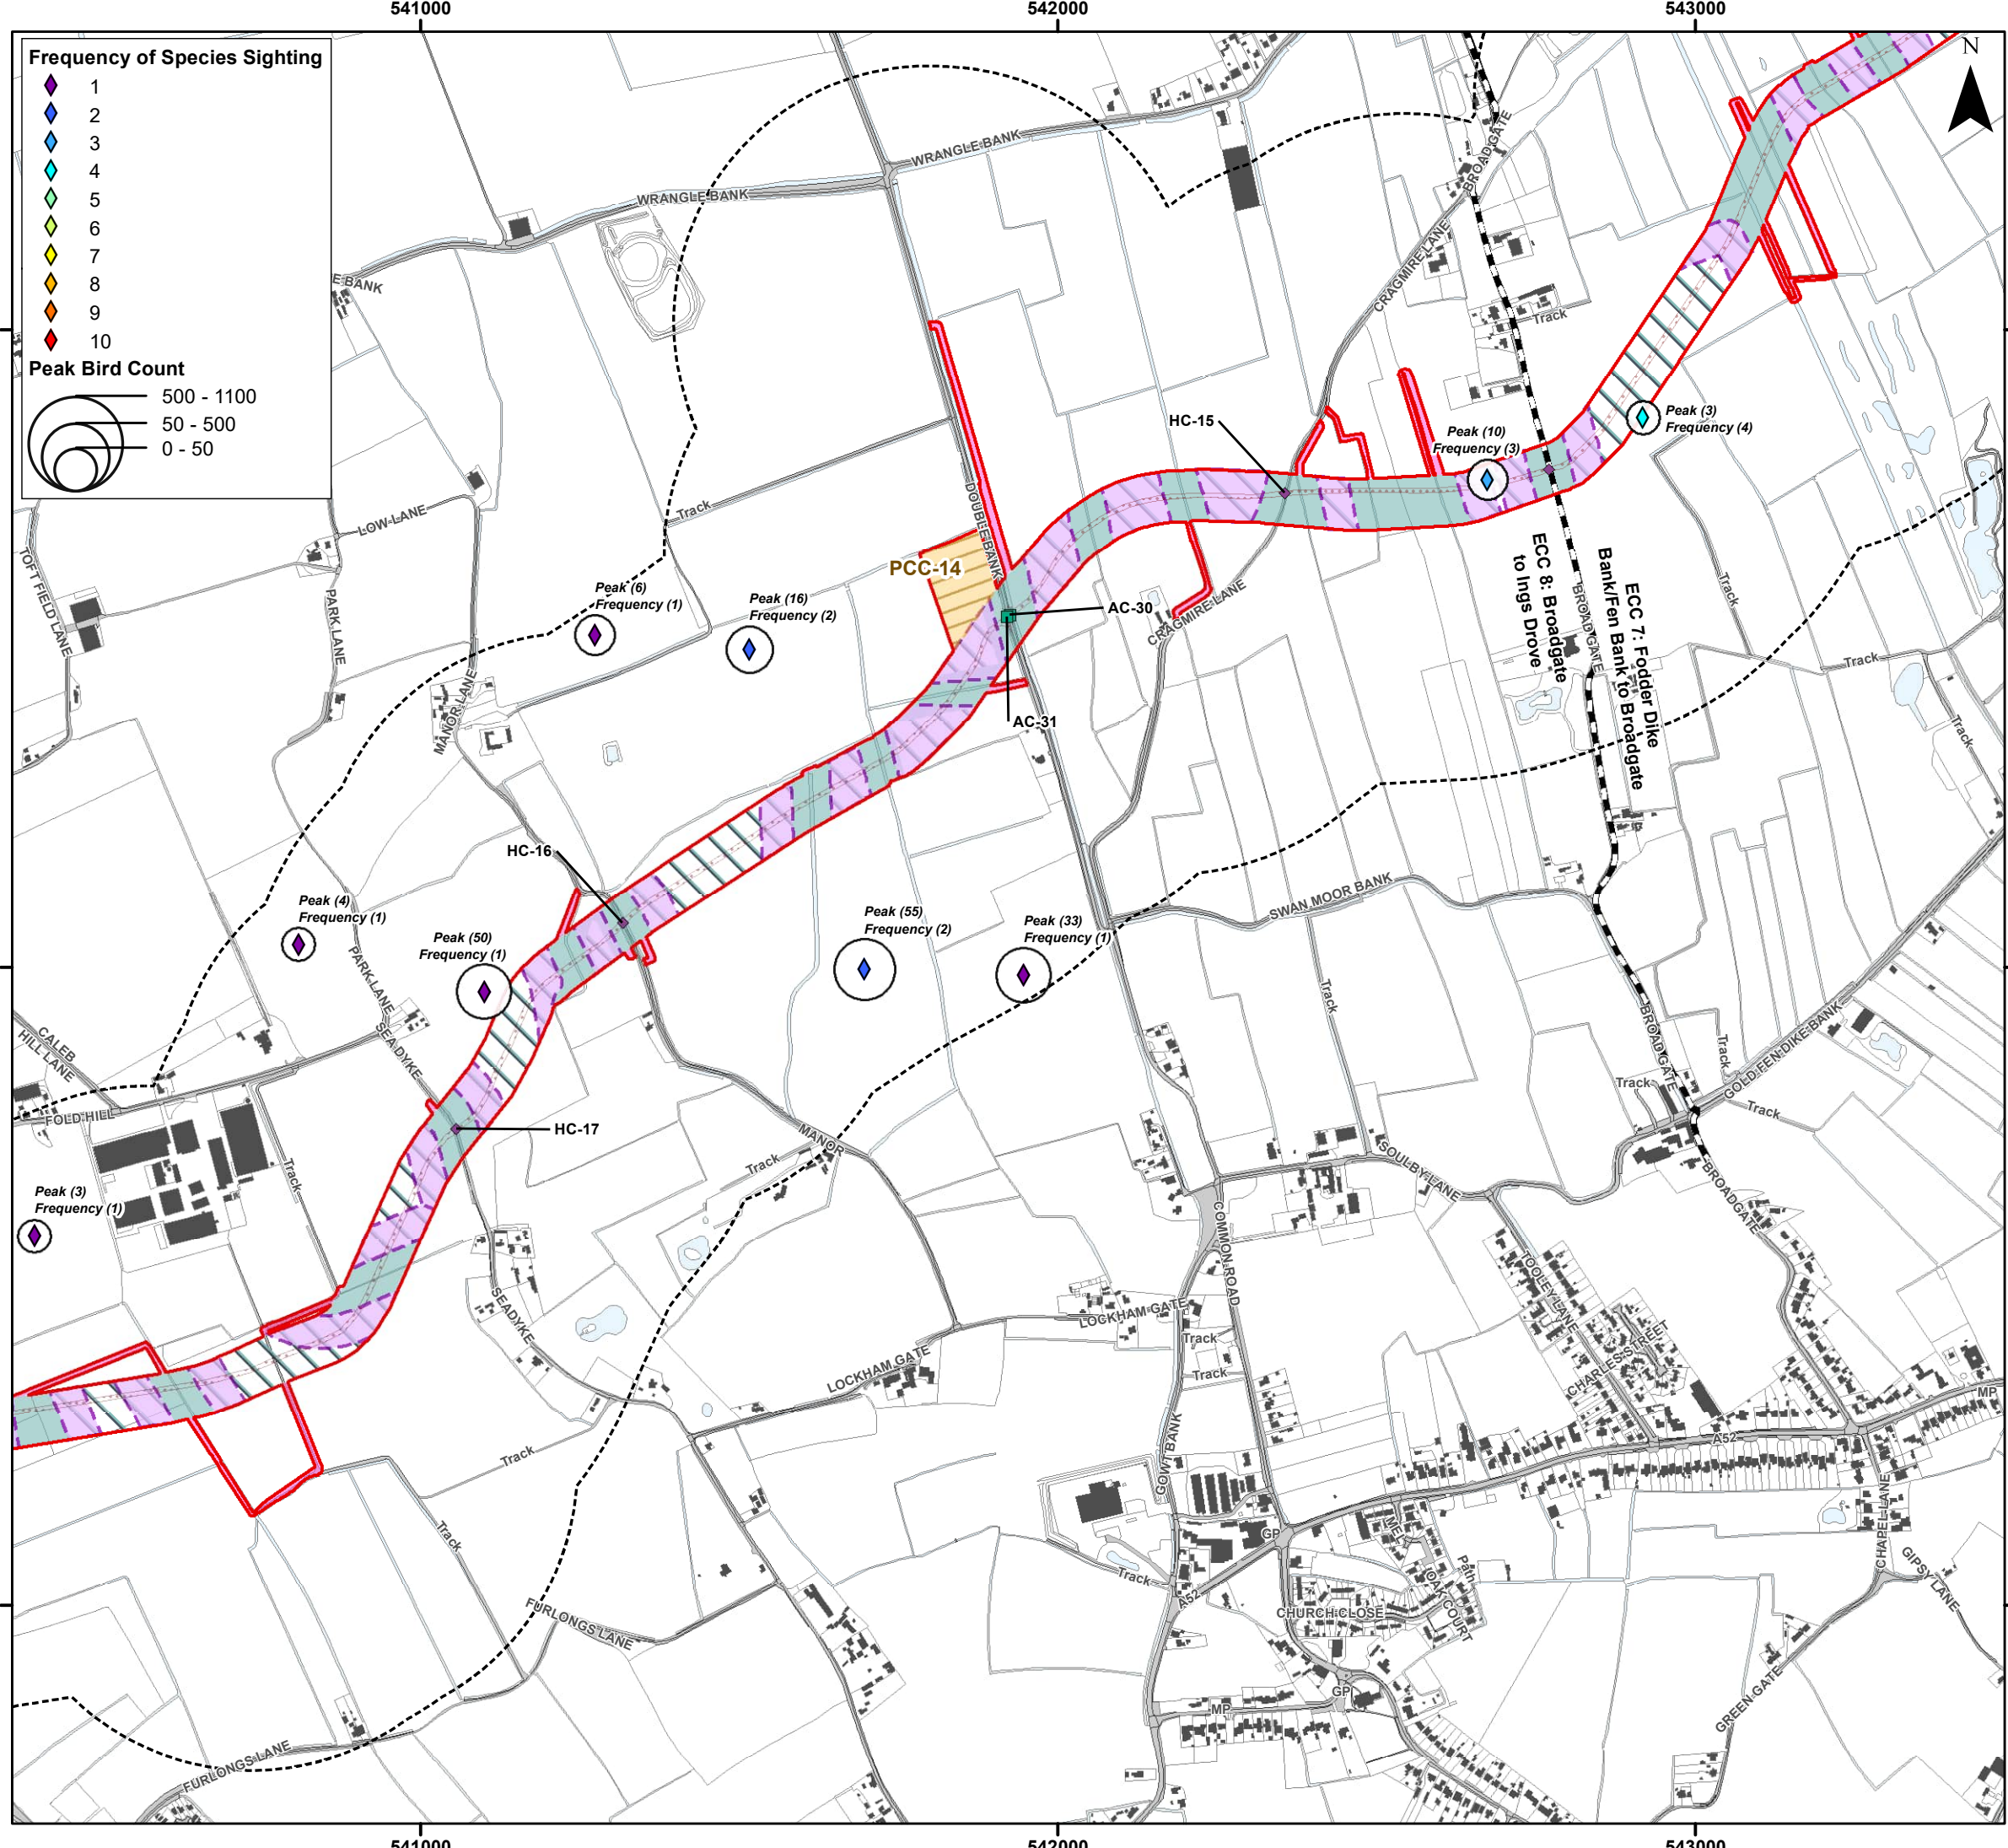 541000
542000
543000
Frequency of Species Sighting
1
2
3
4
5
6
7
8
9
10
Peak Bird Count
500 - 1100
50 - 500
0 - 50
N
WRANGLE BANK
WRANGLE BANK
E BANK
BROADGATE
CRAGMIRE LANE
Track
HC-15
Peak (10)
Frequency (3)
Peak (3)
Frequency (4)
LOW LANE
Track
DOUBLE BANK
TOFT FIELD LANE
PARK LANE
PCC-14
Peak (6)
Frequency (1)
Peak (16)
Frequency (2)
AC-30
CRAGMIRE LANE
AC-31
ECC 8: Broadgate
to Ings Drove
BROADGATE
ECC 7: Fodder Dike
Bank/Fen Bank to Broadgate
Track
Track
Track
MANOR LANE
HC-16
SWAN MOOR BANK
Peak (4)
Frequency (1)
Peak (50)
Frequency (1)
Peak (55)
Frequency (2)
Peak (33)
Frequency (1)
PARK LANE
SEA DYKE
CALEB
HILL LANE
FOLD HILL
Track
HC-17
Track
BROADGATE
Track
Track
GOLD FEN DIKE BANK
Track
MANOR
Track
SOULBY LANE
BROADGATE
Peak (3)
Frequency (1)
COMMON ROAD
TOOLEY LANE
SEADYKE
LOCKHAM GATE
Track
LOCKHAM GATE
Track
CHARLES STREET
MP
A52
Track
GOWT BANK
CHAPEL LANE
Track
GP
MEL
OAK COURT
Path
Track
A52
GIPSY LANE
FURLONGS LANE
CHURCH CLOSE
GP
MP
GREEN GATE
FURLONGS LANE
541000
542000
543000